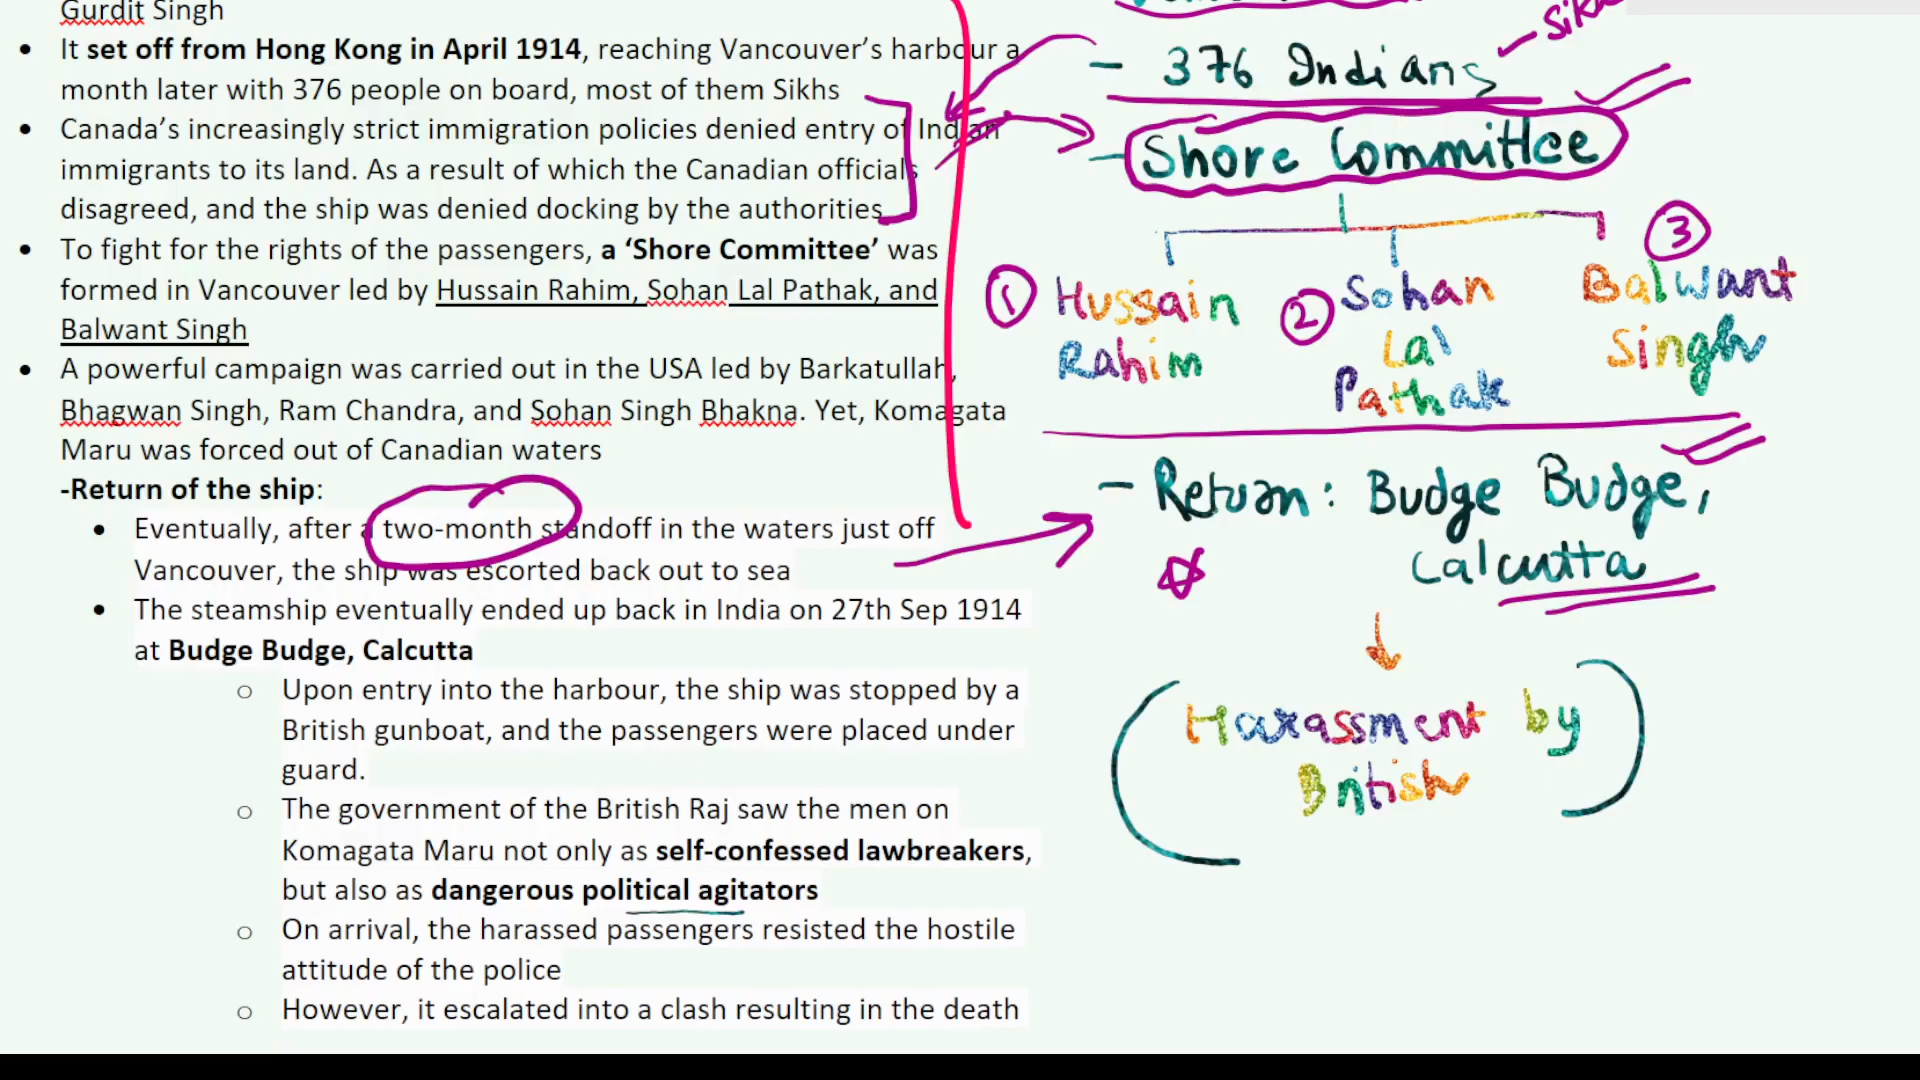 Gurdit Singh
• It set off from Hong Kong in April 1914, reaching Vancouver's harbour a
month later with 376 people on board, most of them Sikhs
• Canada's increasingly strict immigration policies denied entry of Indian
immigrants to its land. As a result of which the Canadian officials
disagreed, and the ship was denied docking by the authorities
• To fight for the rights of the passengers, a 'Shore Committee' was
formed in Vancouver led by Hussain Rahim, Sohan Lal Pathak, and
Balwant Singh
• A powerful campaign was carried out in the USA led by Barkatullah,
Bhagwan Singh, Ram Chandra, and Sohan Singh Bhakna. Yet, Komagata
Maru was forced out of Canadian waters
-Return of the ship:
• Eventually, after a two-month standoff in the waters just off
Vancouver, the ship was escorted back out to sea
• The steamship eventually ended up back in India on 27th Sep 1914
at Budge Budge, Calcutta
o Upon entry into the harbour, the ship was stopped by a
British gunboat, and the passengers were placed under
guard.
o The government of the British Raj saw the men on
Komagata Maru not only as self-confessed lawbreakers,
but also as dangerous political agitators
o On arrival, the harassed passengers resisted the hostile
attitude of the police
o However, it escalated into a clash resulting in the death
- 376 Indians
- Shore Committee
① Hussain
Rahim
② Sohan
Lal
Pathak
③
Balwant
Singh
- Return: Budge Budge,
Calcutta
Harassment by
British